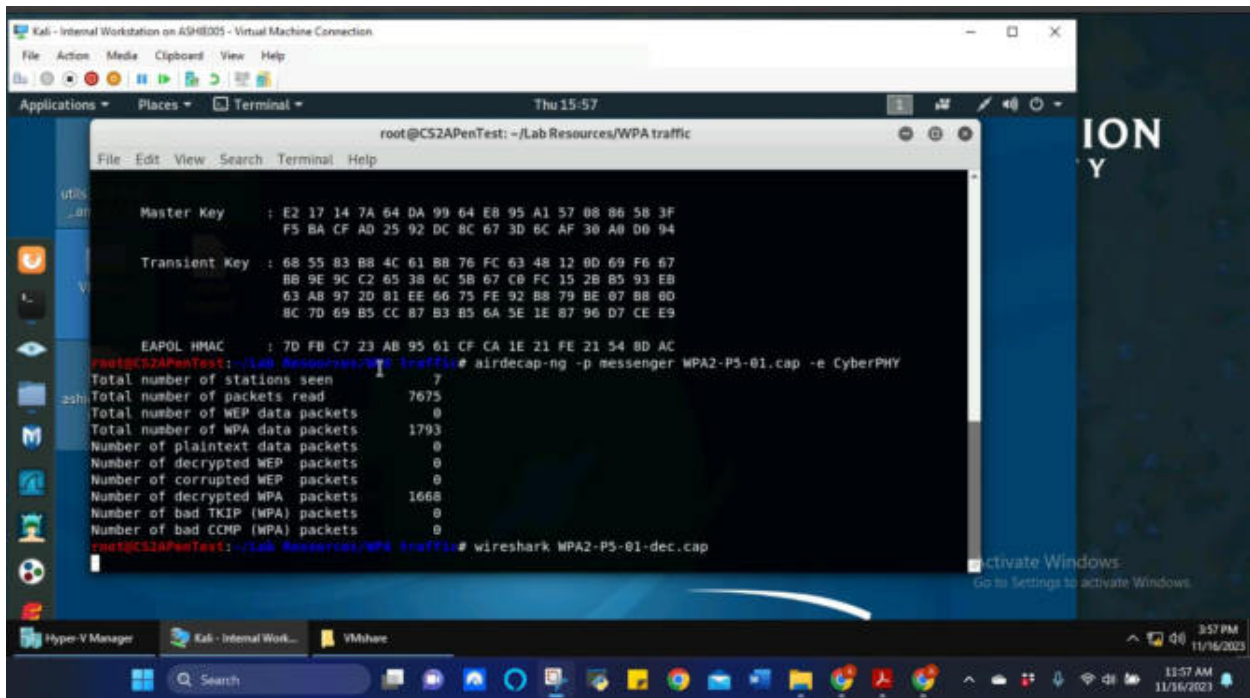 Kali - Internal Workstation on ASHIE005 - Virtual Machine Connection
File Action Media Clipboard View Help
Applications Places Terminal Thu 15:57 1
ION
Y
root@CS2APenTest: ~/Lab Resources/WPA traffic
File Edit View Search Terminal Help
utils
Master Key : E2 17 14 7A 64 DA 99 64 E8 95 A1 57 08 86 58 3F
F5 BA CF AD 25 92 DC 8C 67 3D 6C AF 30 A0 D0 94
Transient Key : 68 55 83 B8 4C 61 B8 76 FC 63 48 12 0D 69 F6 67
BB 9E 9C C2 65 38 6C 5B 67 C0 FC 15 2B B5 93 EB
63 AB 97 2D 81 EE 66 75 FE 92 B8 79 BE 07 B8 0D
8C 7D 69 B5 CC 87 B3 B5 6A 5E 1E 87 96 D7 CE E9
EAPOL HMAC : 7D FB C7 23 AB 95 61 CF CA 1E 21 FE 21 54 8D AC
root@CS2APenTest:~/Lab Resources/WPA traffic# airdecap-ng -p messenger WPA2-P5-01.cap -e CyberPHY
Total number of stations seen 7
Total number of packets read 7675
Total number of WEP data packets 0
Total number of WPA data packets 1793
Number of plaintext data packets 0
Number of decrypted WEP packets 0
Number of corrupted WEP packets 0
Number of decrypted WPA packets 1668
Number of bad TKIP (WPA) packets 0
Number of bad CCMP (WPA) packets 0
root@CS2APenTest:~/Lab Resources/WPA traffic# wireshark WPA2-P5-01-dec.cap
Activate Windows
Go to Settings to activate Windows.
Hyper-V Manager Kali - Internal Work... VMshare
3:57 PM
11/16/2023
Search
11:57 AM
11/16/2023